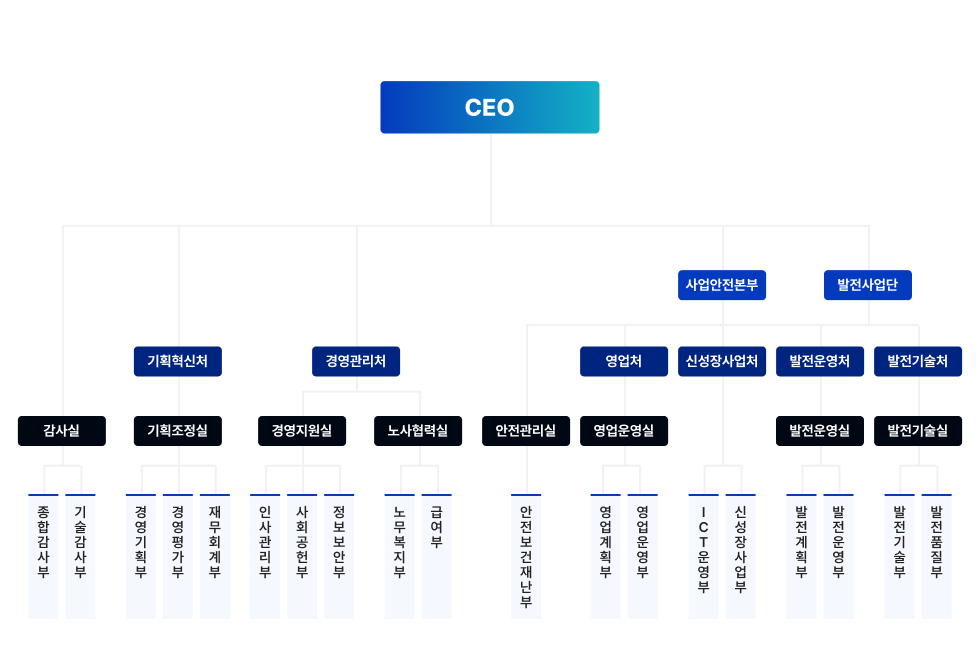 CEO
사업안전본부
발전사업단
기획혁신처
경영관리처
영업처
신성장사업처
발전운영처
발전기술처
감사실
기획조정실
경영지원실
노사협력실
안전관리실
영업운영실
발전운영실
발전기술실
종합감사부
기술감사부
경영기획부
경영평가부
재무회계부
인사관리부
사회공헌부
정보보안부
노무복지부
급여부
안전보건재난부
영업계획부
영업운영부
ICT운영부
신성장사업부
발전계획부
발전운영부
발전기술부
발전품질부